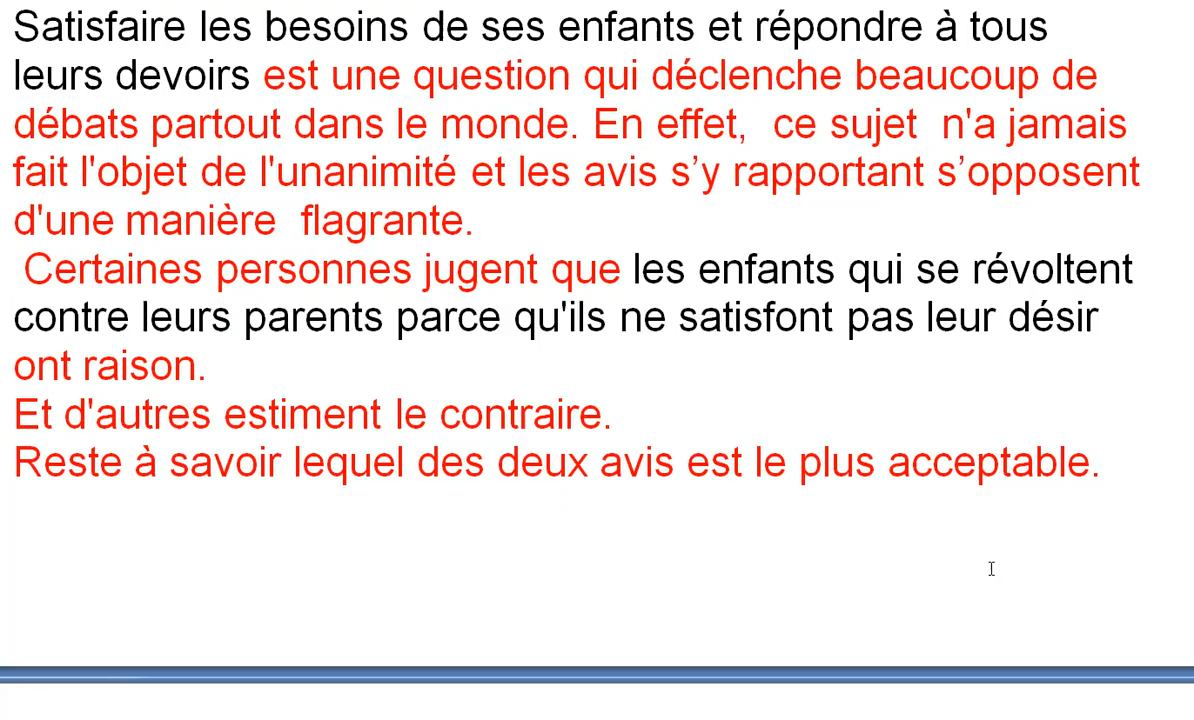 Satisfaire les besoins de ses enfants et répondre à tous
leurs devoirs est une question qui déclenche beaucoup de
débats partout dans le monde. En effet,  ce sujet  n'a jamais
fait l'objet de l'unanimité et les avis s’y rapportant s’opposent
d'une manière  flagrante.
Certaines personnes jugent que les enfants qui se révoltent
contre leurs parents parce qu'ils ne satisfont pas leur désir
ont raison.
Et d'autres estiment le contraire.
Reste à savoir lequel des deux avis est le plus acceptable.